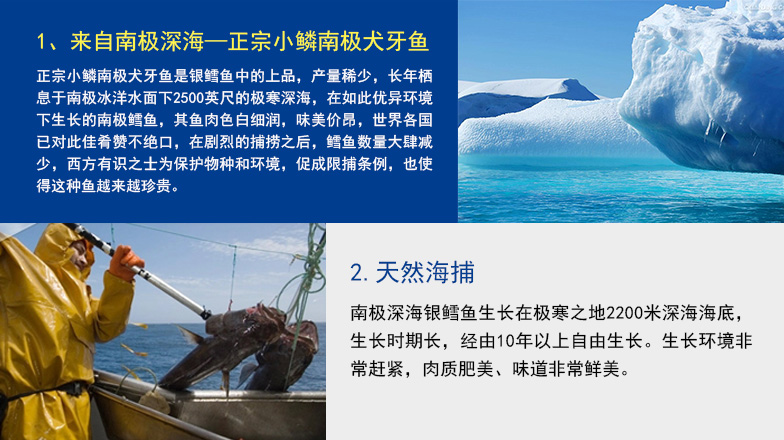 1、来自南极深海—正宗小鳞南极犬牙鱼
正宗小鳞南极犬牙鱼是银鳕鱼中的上品，产量稀少，长年栖
息于南极冰洋水面下2500英尺的极寒深海，在如此优异环境
下生长的南极鳕鱼，其鱼肉色白细润，味美价昂，世界各国
已对此佳肴赞不绝口，在剧烈的捕捞之后，鳕鱼数量大肆减
少，西方有识之士为保护物种和环境，促成限捕条例，也使
得这种鱼越来越珍贵。
2.天然海捕
南极深海银鳕鱼生长在极寒之地2200米深海海底，
生长时期长，经由10年以上自由生长。生长环境非
常赶紧，肉质肥美、味道非常鲜美。